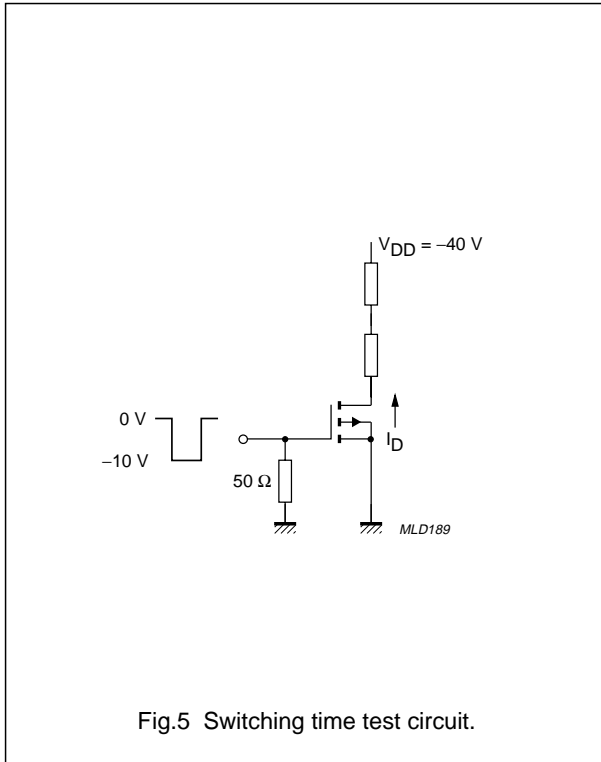 V_DD = −40 V
0 V
−10 V
50 Ω
I_D
MLD189
Fig.5 Switching time test circuit.